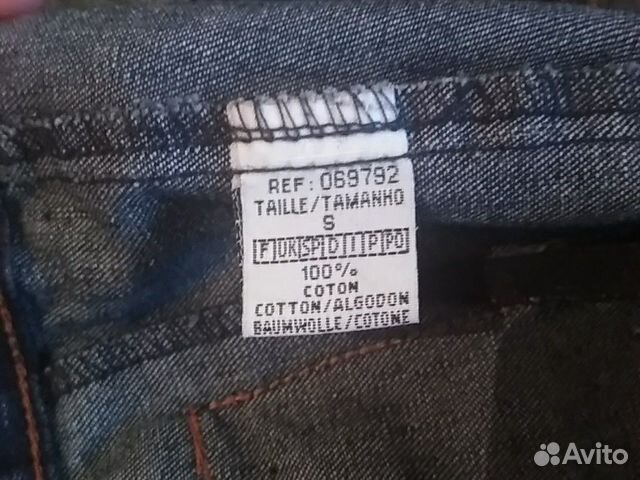 REF: 069792
TAILLE/TAMANHO
S
F UK SP D I P PO
100%
COTON
COTTON/ALGODON
BAUMWOLLE/COTONE
Avito